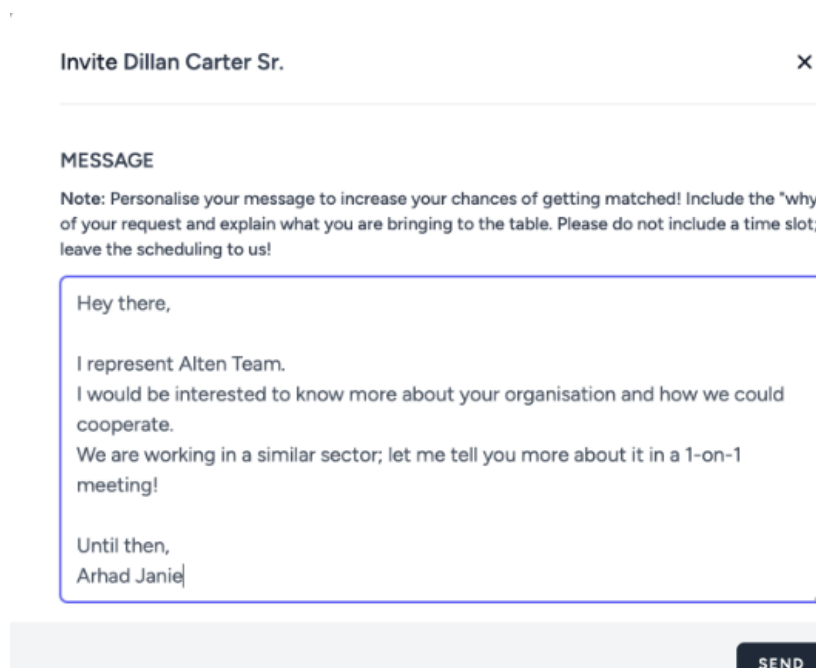 Invite Dillan Carter Sr.
×
MESSAGE
Note: Personalise your message to increase your chances of getting matched! Include the "why
of your request and explain what you are bringing to the table. Please do not include a time slot;
leave the scheduling to us!
Hey there,
I represent Alten Team.
I would be interested to know more about your organisation and how we could
cooperate.
We are working in a similar sector; let me tell you more about it in a 1-on-1
meeting!
Until then,
Arhad Janie
SEND